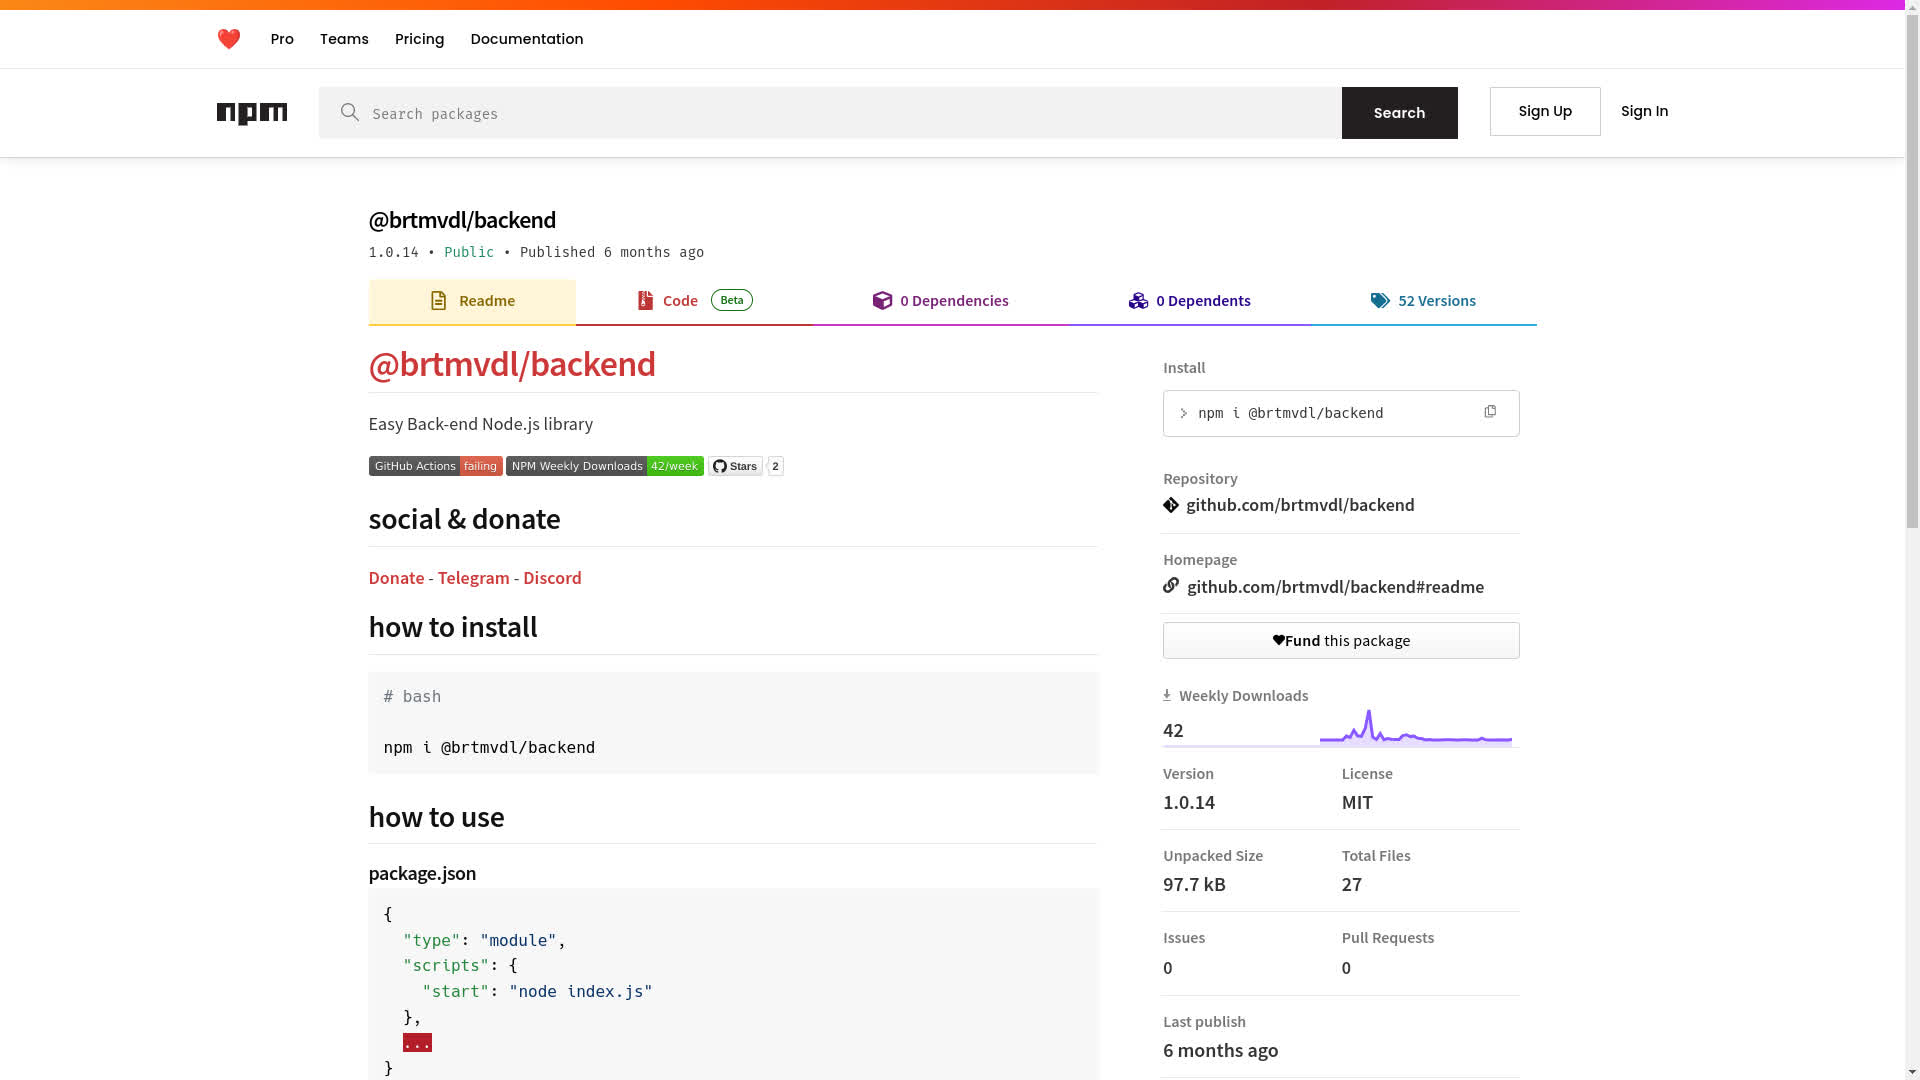 Pro
Teams
Pricing
Documentation
npm
Search packages
Search
Sign Up
Sign In
@brtmvdl/backend
1.0.14 • Public • Published 6 months ago
Readme
Code Beta
0 Dependencies
0 Dependents
52 Versions
@brtmvdl/backend
Easy Back-end Node.js library
GitHub Actions failing NPM Weekly Downloads 42/week Stars 2
social & donate
Donate - Telegram - Discord
how to install
# bash
npm i @brtmvdl/backend
how to use
package.json
{
  "type": "module",
  "scripts": {
    "start": "node index.js"
  },
  ...
}
Install
npm i @brtmvdl/backend
Repository
github.com/brtmvdl/backend
Homepage
github.com/brtmvdl/backend#readme
Fund this package
Weekly Downloads
42
Version
1.0.14
License
MIT
Unpacked Size
97.7 kB
Total Files
27
Issues
0
Pull Requests
0
Last publish
6 months ago